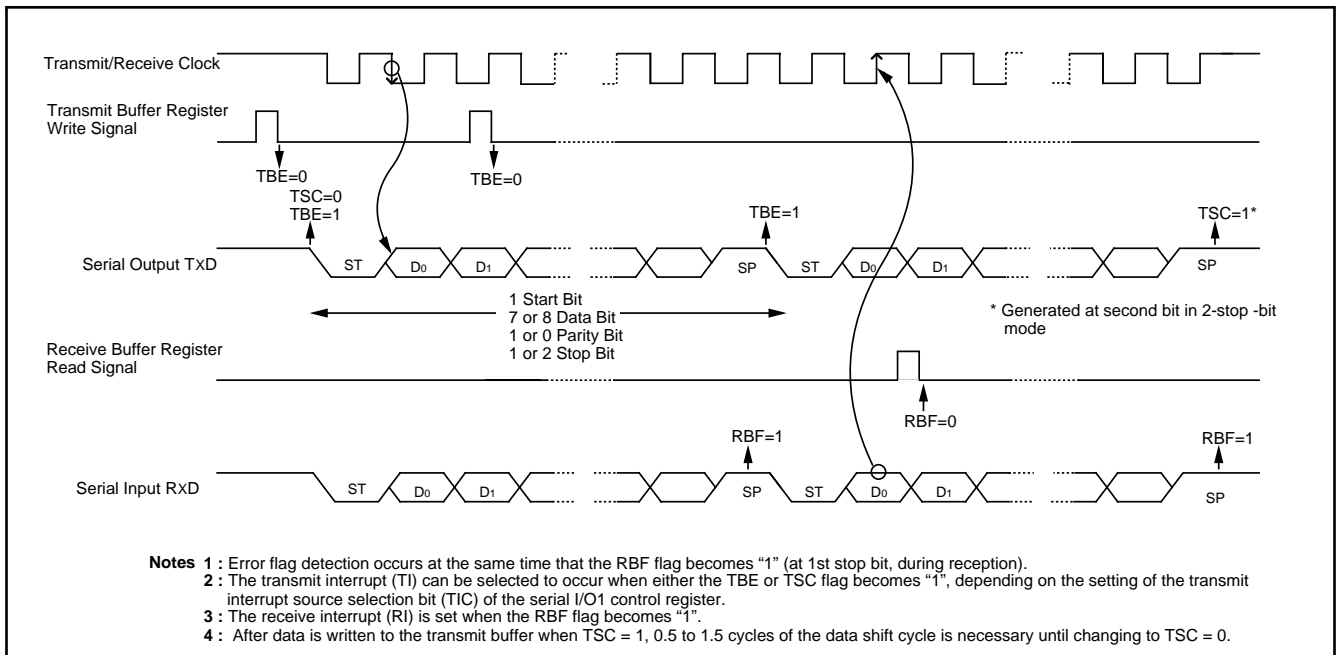 Transmit/Receive Clock
Transmit Buffer Register
Write Signal
TBE=0
TBE=0
TSC=0
TBE=1
TBE=1
TSC=1*
Serial Output TXD
ST
D0
D1
SP
ST
D0
D1
SP
1 Start Bit
7 or 8 Data Bit
1 or 0 Parity Bit
1 or 2 Stop Bit
* Generated at second bit in 2-stop -bit
mode
Receive Buffer Register
Read Signal
RBF=0
RBF=1
RBF=1
Serial Input RXD
ST
D0
D1
SP
ST
D0
D1
SP
Notes 1 : Error flag detection occurs at the same time that the RBF flag becomes “1” (at 1st stop bit, during reception).
2 : The transmit interrupt (TI) can be selected to occur when either the TBE or TSC flag becomes “1”, depending on the setting of the transmit
interrupt source selection bit (TIC) of the serial I/O1 control register.
3 : The receive interrupt (RI) is set when the RBF flag becomes “1”.
4 : After data is written to the transmit buffer when TSC = 1, 0.5 to 1.5 cycles of the data shift cycle is necessary until changing to TSC = 0.